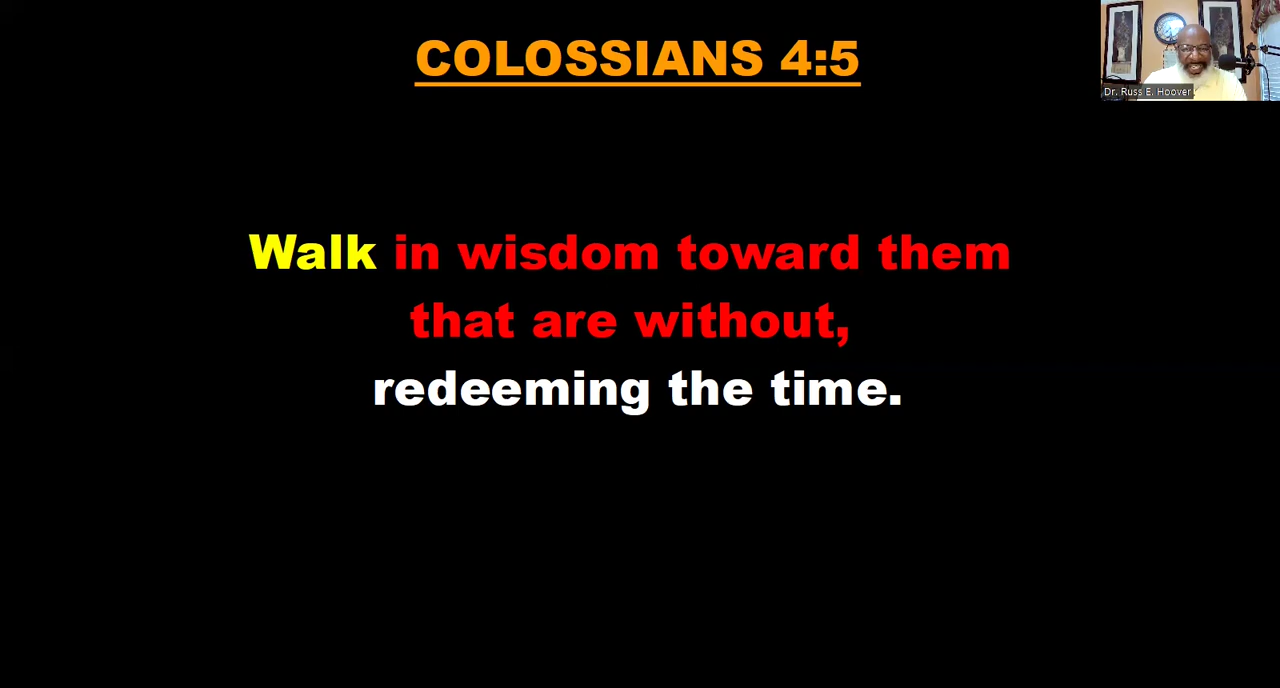 COLOSSIANS 4:5
Dr. Russ E. Hoover
Walk in wisdom toward them
that are without,
redeeming the time.